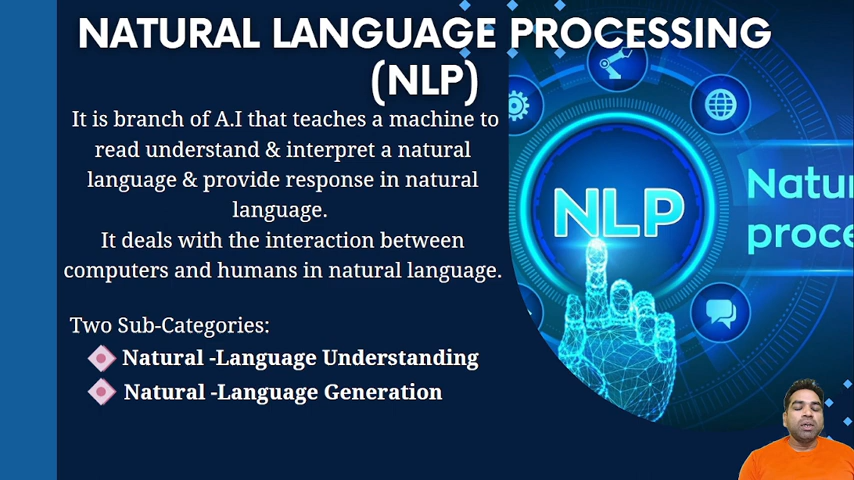 NATURAL LANGUAGE PROCESSING
(NLP)
It is branch of A.I that teaches a machine to
read understand & interpret a natural
language & provide response in natural
language.
It deals with the interaction between
computers and humans in natural language.
Two Sub-Categories:
Natural -Language Understanding
Natural -Language Generation
NLP
Natu
proce